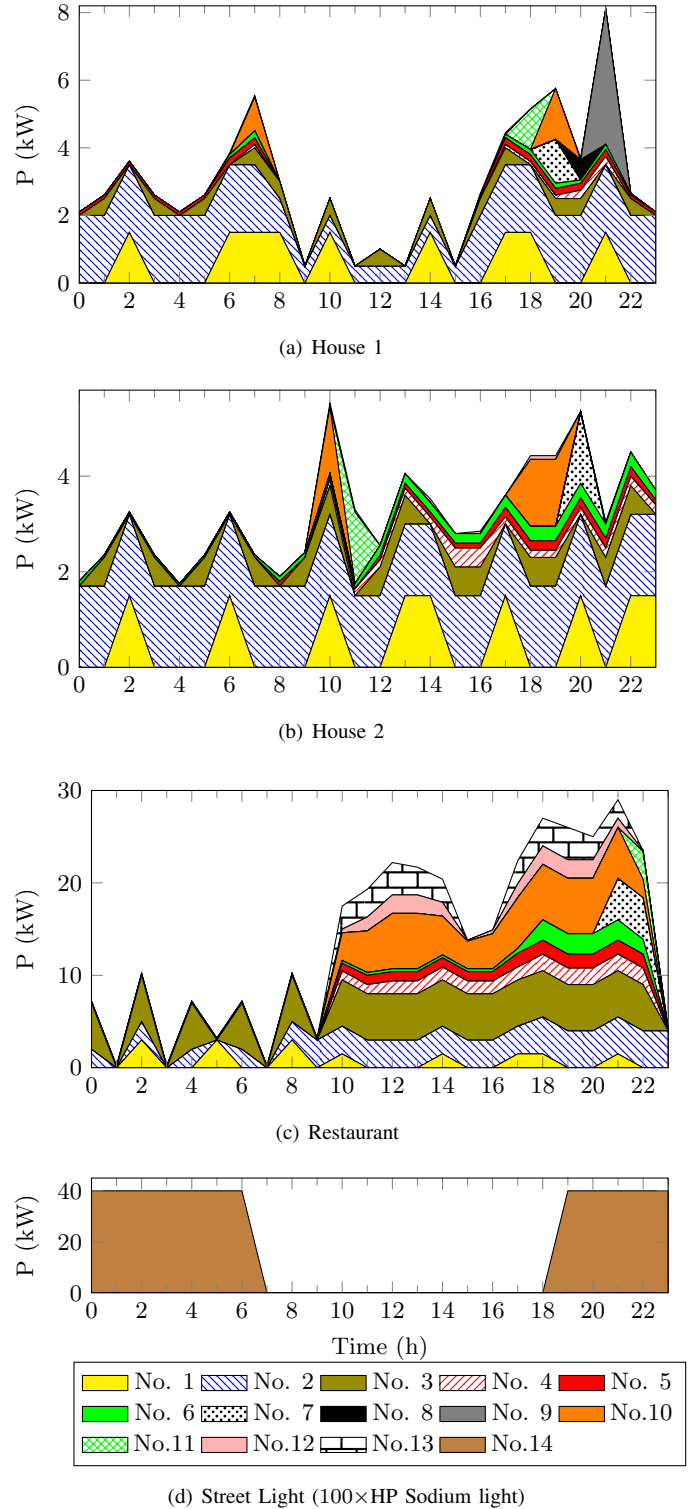 8
6
4
2
0
P (kW)
0 2 4 6 8 10 12 14 16 18 20 22
(a) House 1
4
2
0
P (kW)
0 2 4 6 8 10 12 14 16 18 20 22
(b) House 2
30
20
10
0
P (kW)
0 2 4 6 8 10 12 14 16 18 20 22
(c) Restaurant
40
20
0
P (kW)
0 2 4 6 8 10 12 14 16 18 20 22
Time (h)
No. 1 No. 2 No. 3 No. 4 No. 5
No. 6 No. 7 No. 8 No. 9 No.10
No.11 No.12 No.13 No.14
(d) Street Light (100×HP Sodium light)